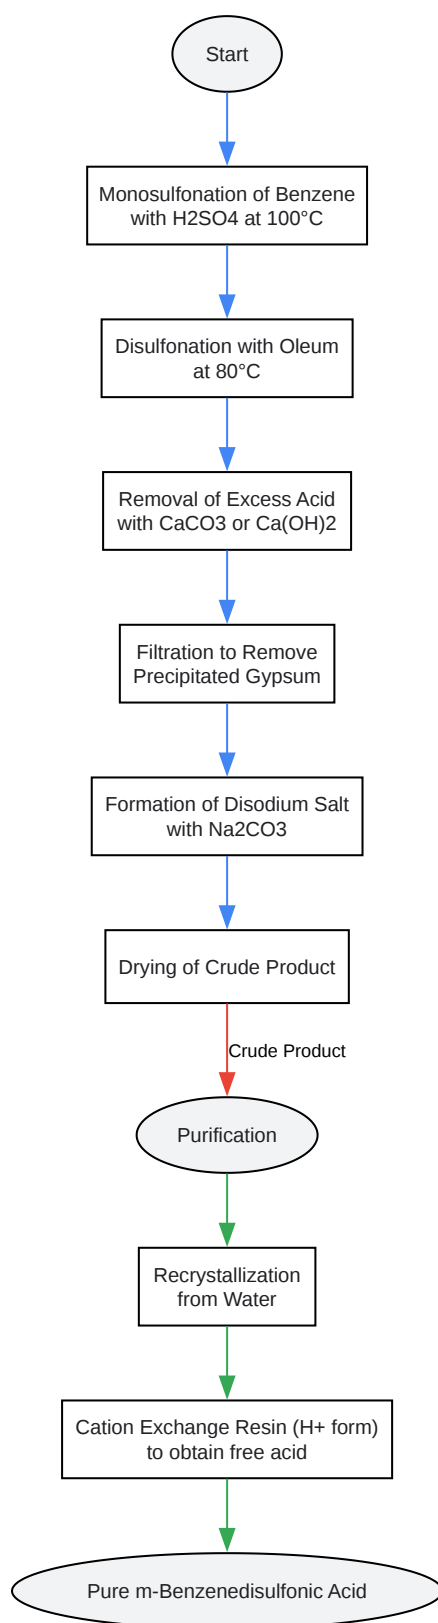 Start
Monosulfonation of Benzene
with H2SO4 at 100°C
Disulfonation with Oleum
at 80°C
Removal of Excess Acid
with CaCO3 or Ca(OH)2
Filtration to Remove
Precipitated Gypsum
Formation of Disodium Salt
with Na2CO3
Drying of Crude Product
Crude Product
Purification
Recrystallization
from Water
Cation Exchange Resin (H+ form)
to obtain free acid
Pure m-Benzenedisulfonic Acid